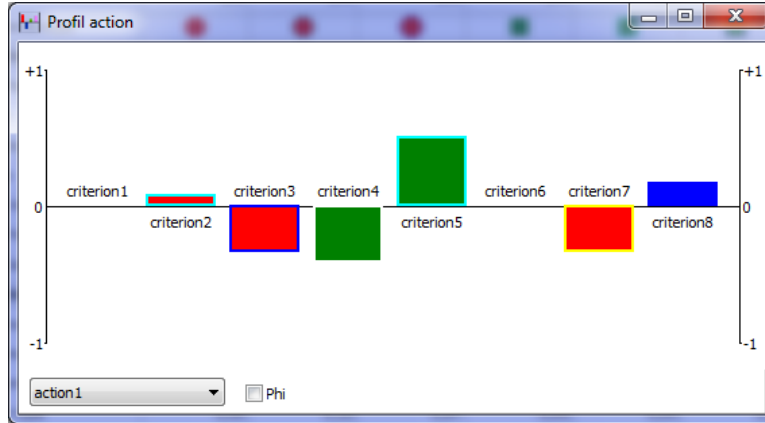 Profil action
+1 +1
criterion1 criterion3 criterion4 criterion6 criterion7
0 0
criterion2 criterion5 criterion8
-1 -1
action1 Phi